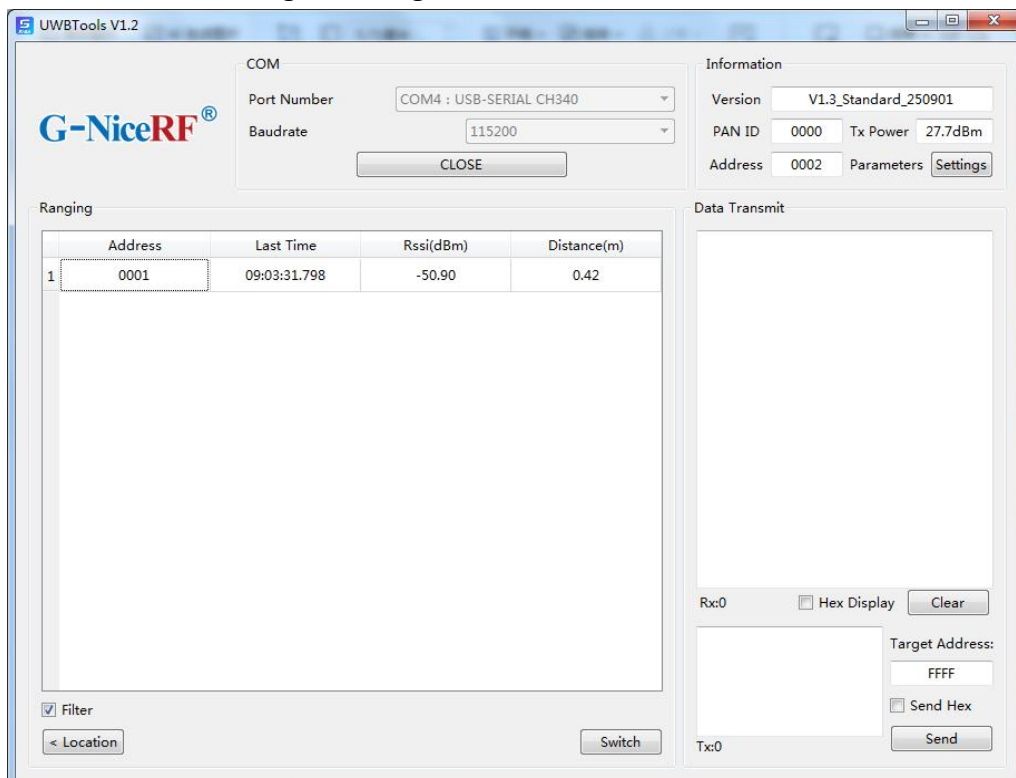 UWBTools V1.2
G-NiceRF®
COM
Port Number COM4 : USB-SERIAL CH340
Baudrate 115200
CLOSE
Information
Version V1.3_Standard_250901
PAN ID 0000 Tx Power 27.7dBm
Address 0002 Parameters Settings
Ranging
Address Last Time Rssi(dBm) Distance(m)
1 0001 09:03:31.798 -50.90 0.42
Filter
< Location Switch
Data Transmit
Rx:0 Hex Display Clear
Target Address:
FFFF
Send Hex
Tx:0 Send